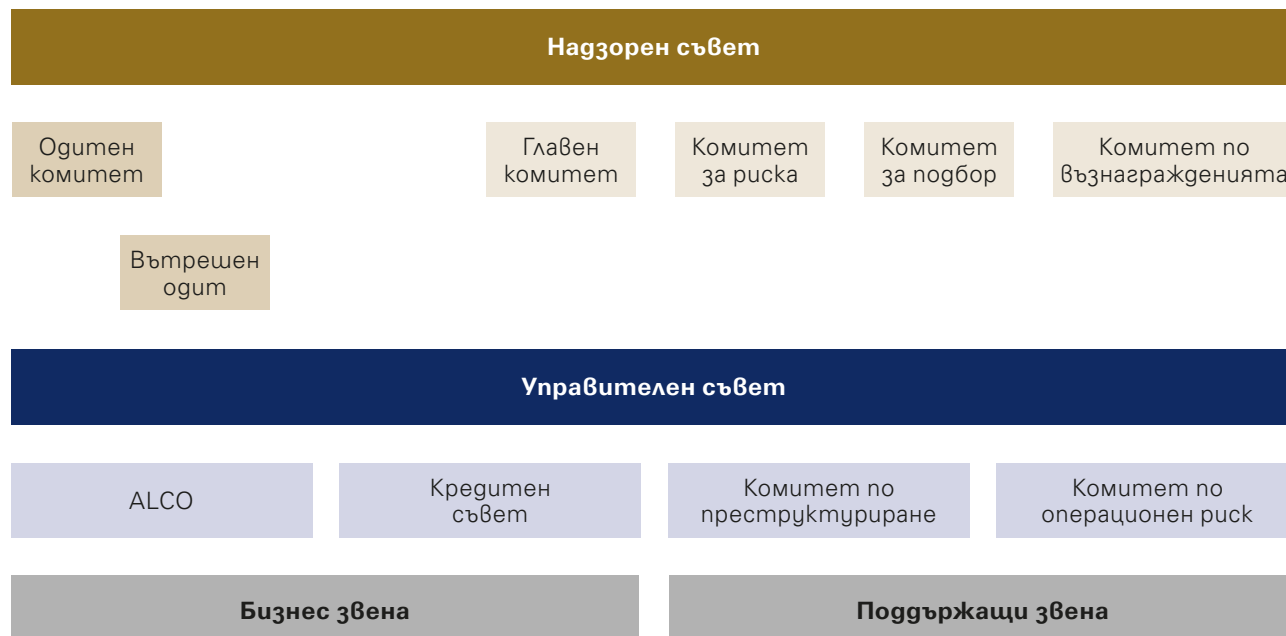 Надзорен съвет
Одитен
комитет
Главен
комитет
Комитет
за риска
Комитет
за подбор
Комитет по
възнагражденията
Вътрешен
одит
Управителен съвет
ALCO
Кредитен
съвет
Комитет по
преструктуриране
Комитет по
операционен риск
Бизнес звена
Поддържащи звена